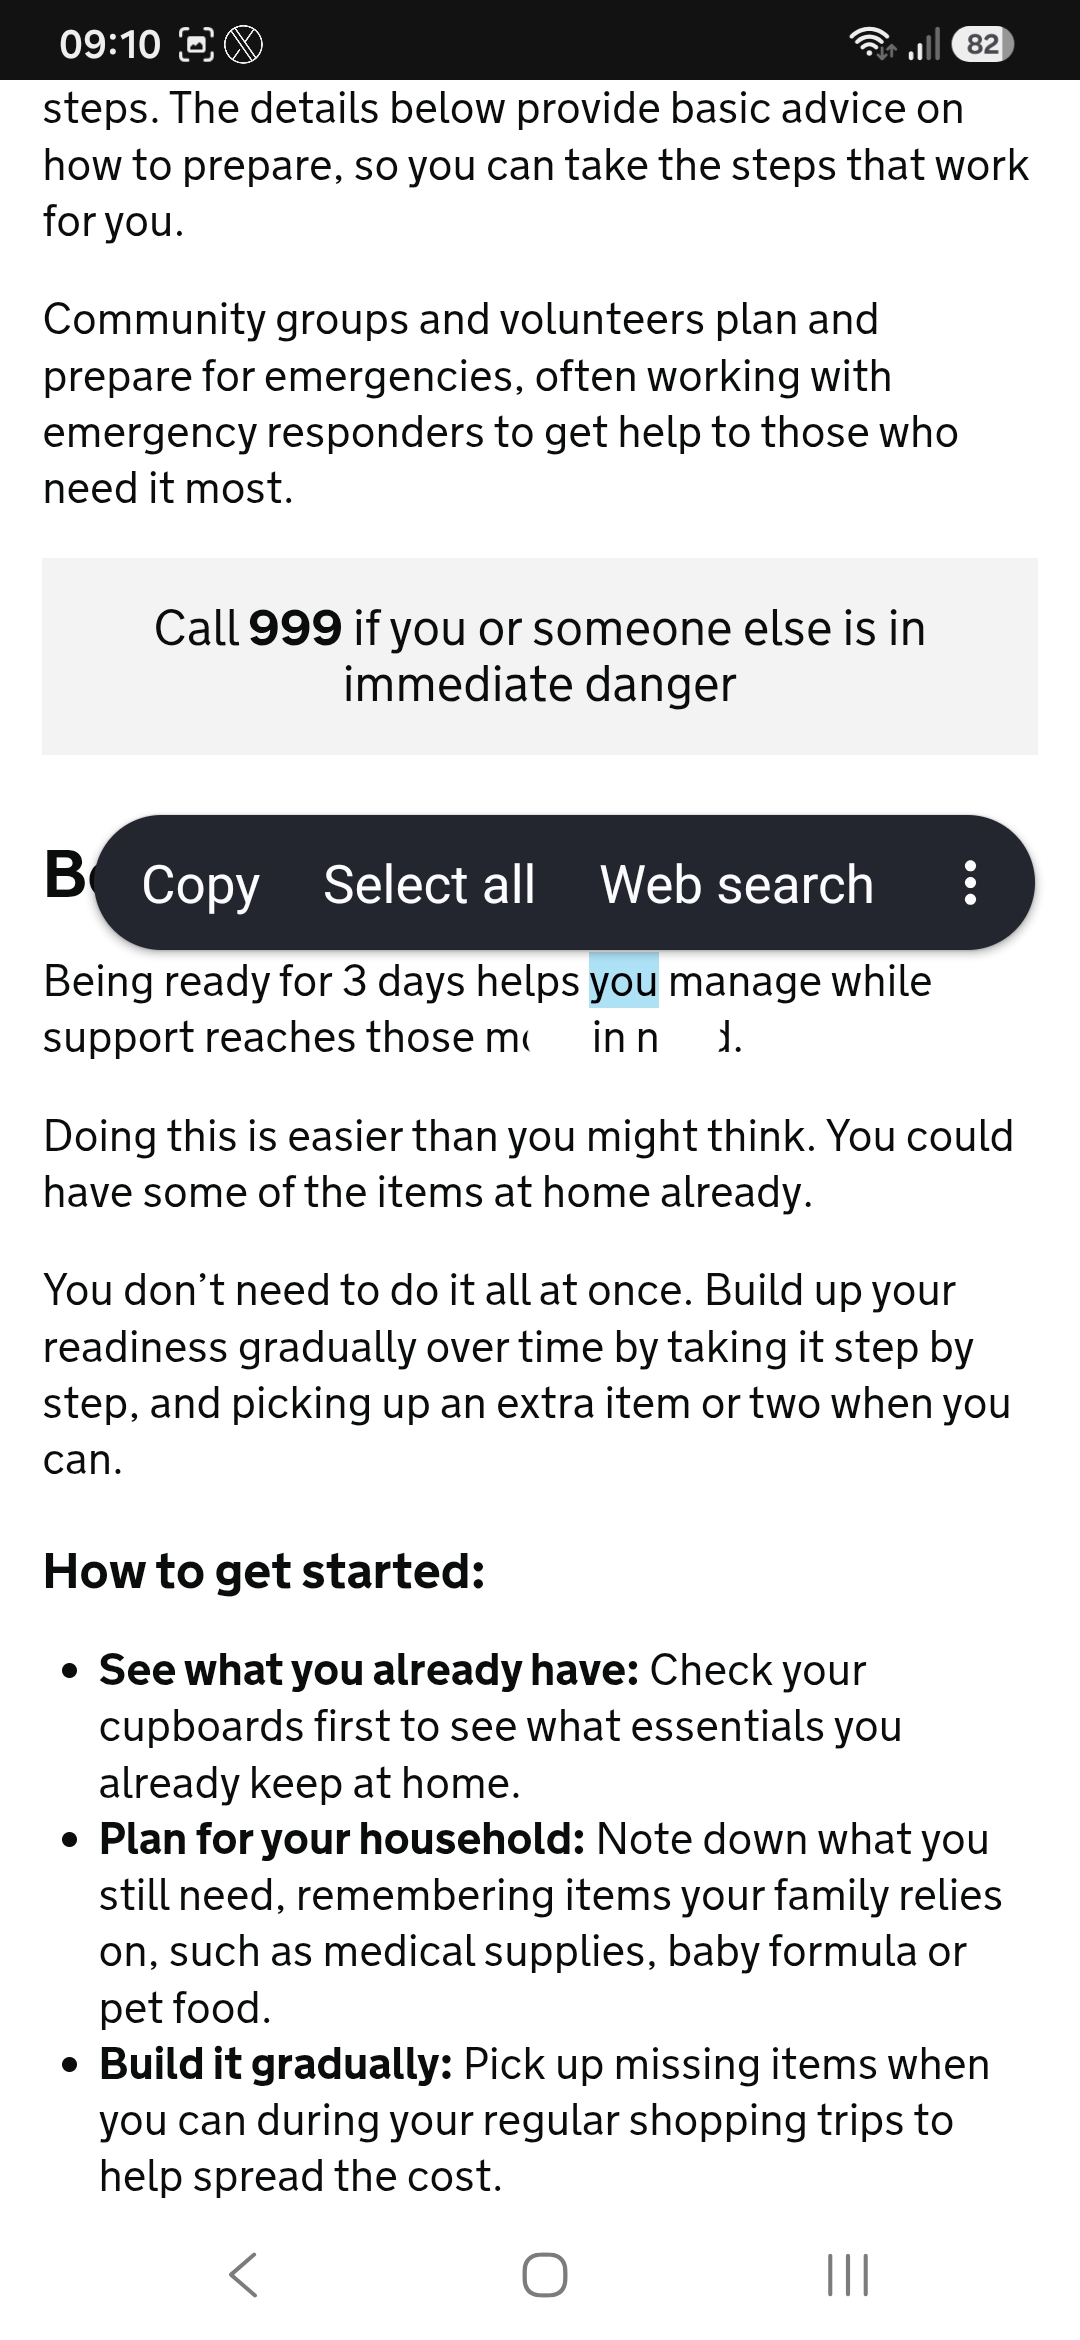 09:10
82
steps. The details below provide basic advice on
how to prepare, so you can take the steps that work
for you.
Community groups and volunteers plan and
prepare for emergencies, often working with
emergency responders to get help to those who
need it most.
Call 999 if you or someone else is in
immediate danger
Copy Select all Web search
Being ready for 3 days helps you manage while
support reaches those in
Doing this is easier than you might think. You could
have some of the items at home already.
You don’t need to do it all at once. Build up your
readiness gradually over time by taking it step by
step, and picking up an extra item or two when you
can.
How to get started:
• See what you already have: Check your
cupboards first to see what essentials you
already keep at home.
• Plan for your household: Note down what you
still need, remembering items your family relies
on, such as medical supplies, baby formula or
pet food.
• Build it gradually: Pick up missing items when
you can during your regular shopping trips to
help spread the cost.